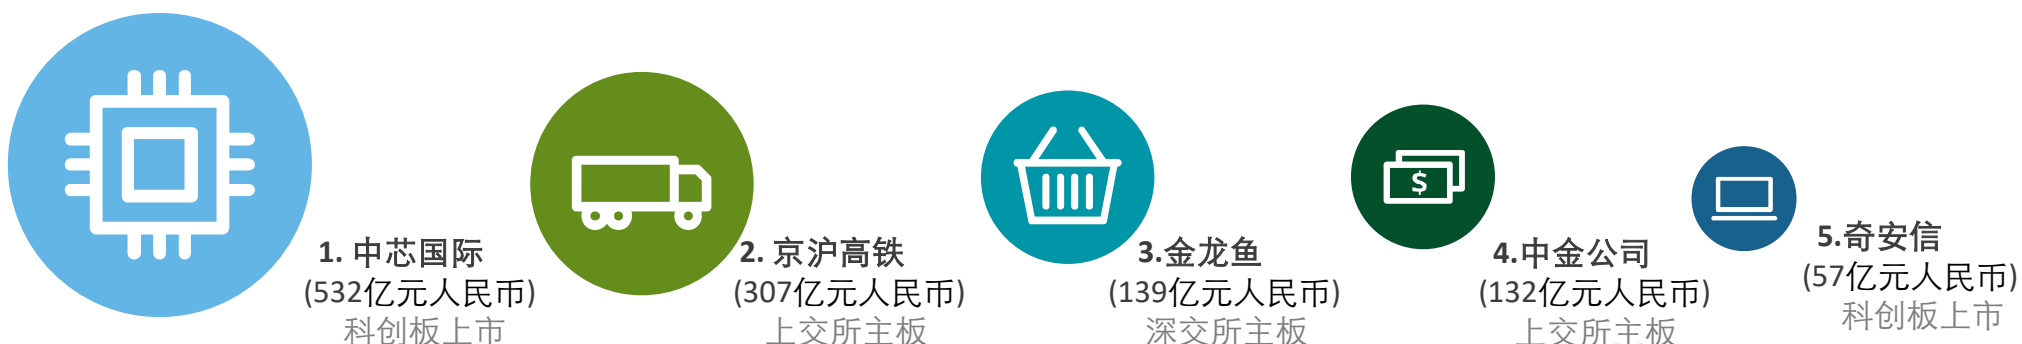 $
1. 中芯国际
(532亿元人民币)
科创板上市
2. 京沪高铁
(307亿元人民币)
上交所主板
3.金龙鱼
(139亿元人民币)
深交所主板
4.中金公司
(132亿元人民币)
上交所主板
5.奇安信
(57亿元人民币)
科创板上市